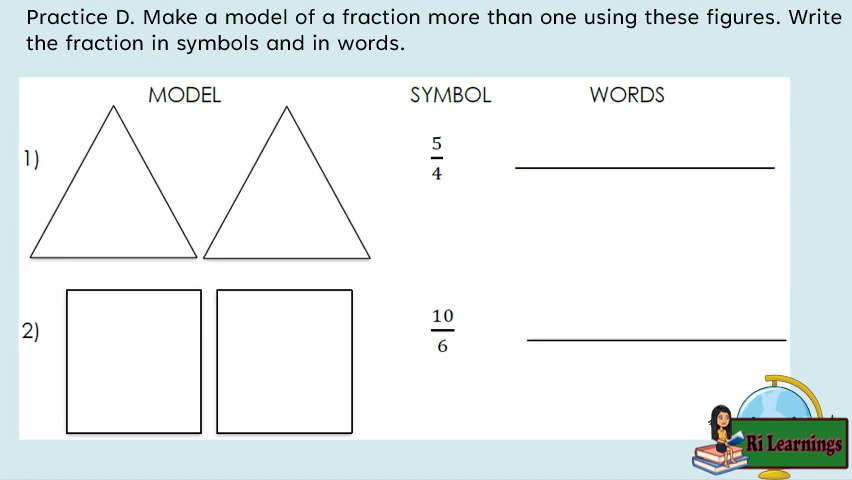 Practice D. Make a model of a fraction more than one using these figures. Write
the fraction in symbols and in words.
MODEL SYMBOL WORDS
1) 5/4
2) 10/6
Ri Learnings